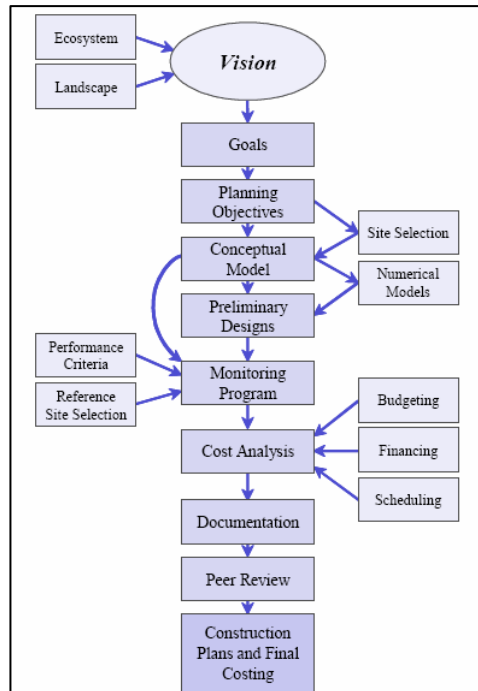 Ecosystem
Vision
Landscape
Goals
Planning
Objectives
Site Selection
Conceptual
Model
Numerical
Models
Preliminary
Designs
Performance
Criteria
Monitoring
Program
Reference
Site Selection
Budgeting
Cost Analysis
Financing
Scheduling
Documentation
Peer Review
Construction
Plans and Final
Costing